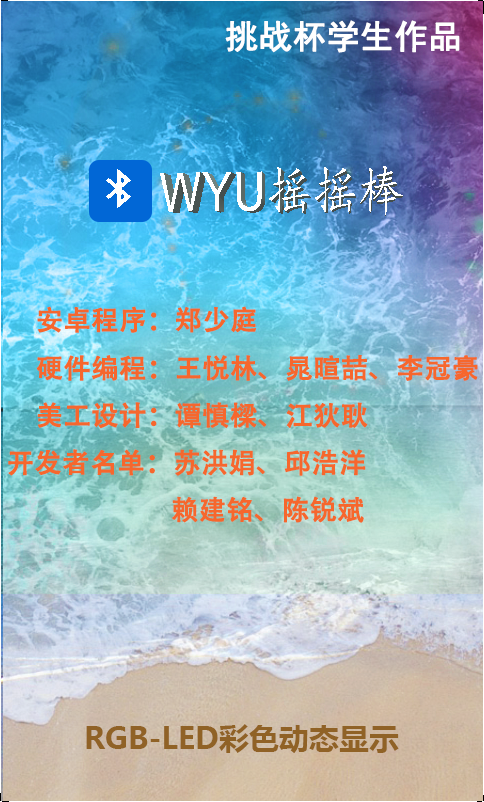 挑战杯学生作品
WYU摇摇棒
安卓程序：郑少庭
硬件编程：王悦林、晁暄喆、李冠豪
美工设计：谭慎樑、江狄耿
开发者名单：苏洪娟、邱浩洋
赖建铭、陈锐斌
RGB-LED彩色动态显示